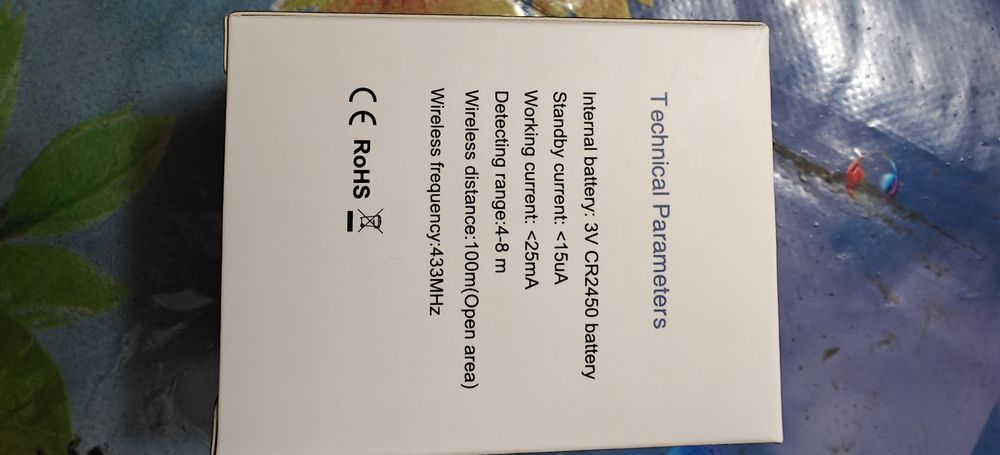 Technical Parameters
Internal battery: 3V CR2450 battery
Standby current: <15uA
Working current: <25mA
Detecting range:4-8 m
Wireless distance:100m(Open area)
Wireless frequency:433MHz
CE RoHS